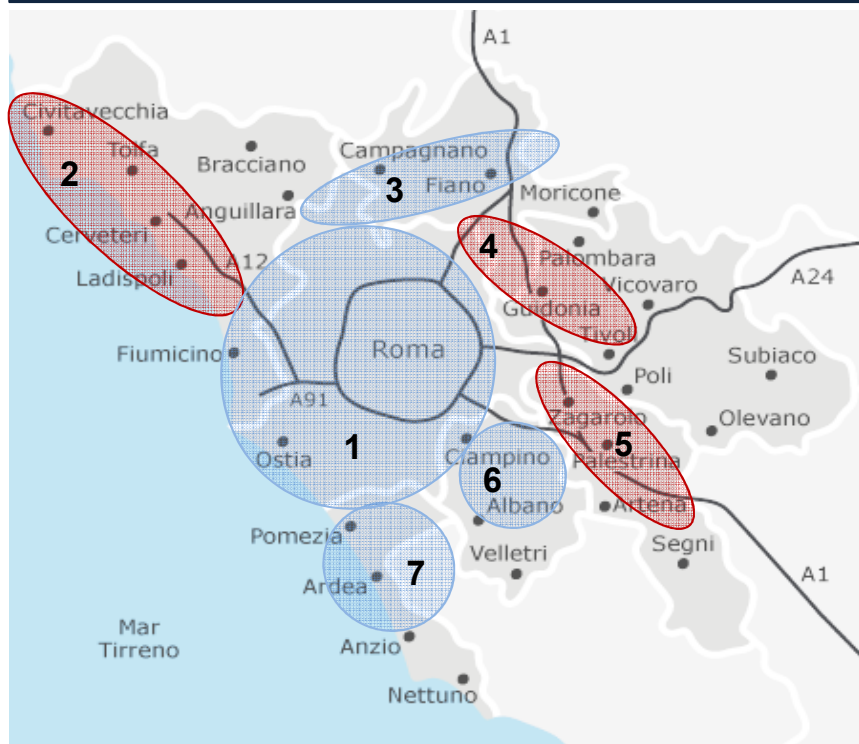 A1
Civitavecchia
Tolfa
2
Bracciano
Campagnano
3
Fiano
Anguillara
Moricone
Cerveteri
4
Palombara
Ladispoli
A12
Vicovaro
A24
Guidonia
Tivoli
Fiumicino
Roma
Subiaco
Poli
A91
Zagarolo
Olevano
1
Ostia
Ciampino
5
Palestrina
6
Albano
Artena
Pomezia
Velletri
Segni
7
Ardea
A1
Mar
Tirreno
Anzio
Nettuno